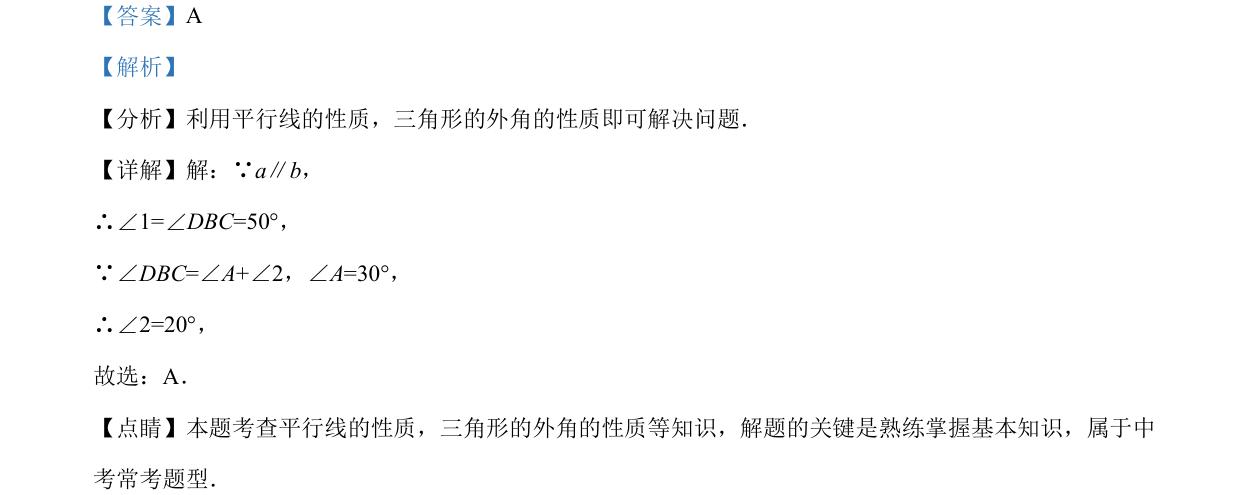 【答案】A
【解析】
【分析】利用平行线的性质，三角形的外角的性质即可解决问题．
【详解】解：∵a∥b，
∴∠1=∠DBC=50°，
∵∠DBC=∠A+∠2，∠A=30°，
∴∠2=20°，
故选：A．
【点睛】本题考查平行线的性质，三角形的外角的性质等知识，解题的关键是熟练掌握基本知识，属于中
考常考题型．